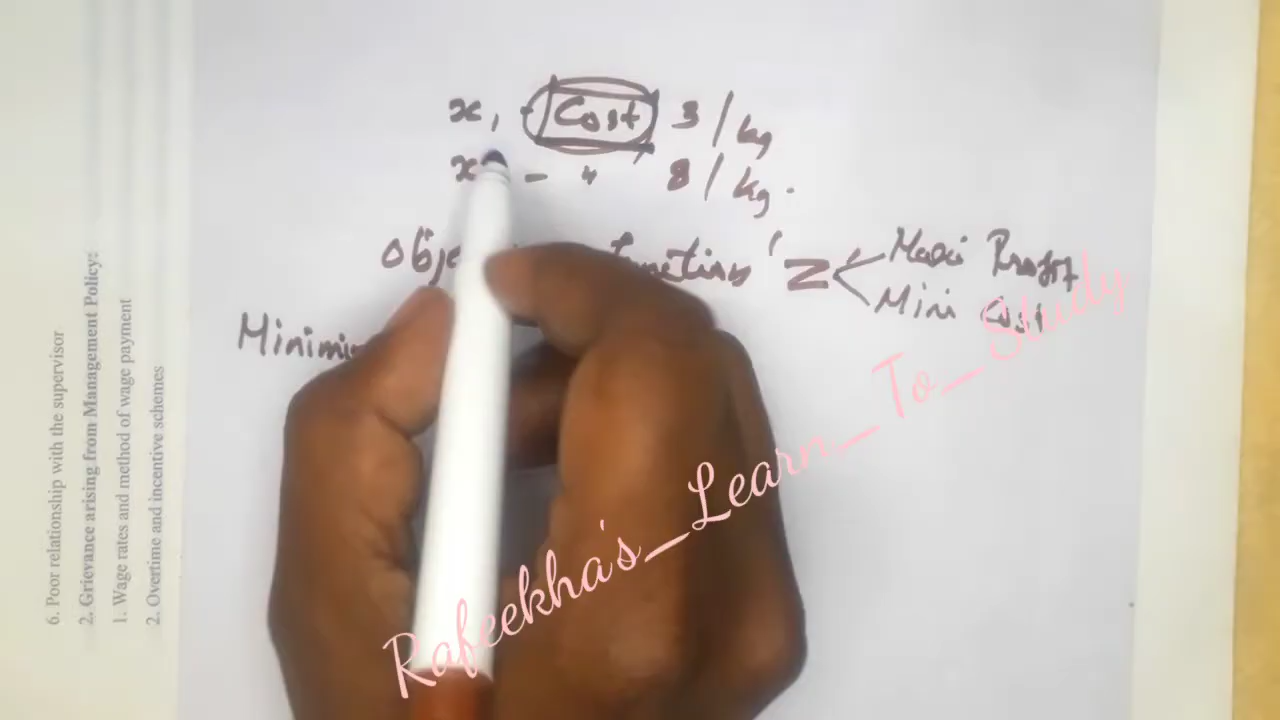 x₁ - Cost 3/kg
x - " 8/kg.
Obje function 'Z Maxi Profit
Mini Cost
Minimi
Rafeekha's_Learn_To_Study
6. Poor relationship with the supervisor
2. Grievance arising from Management Policy:
1. Wage rates and method of wage payment
2. Overtime and incentive schemes